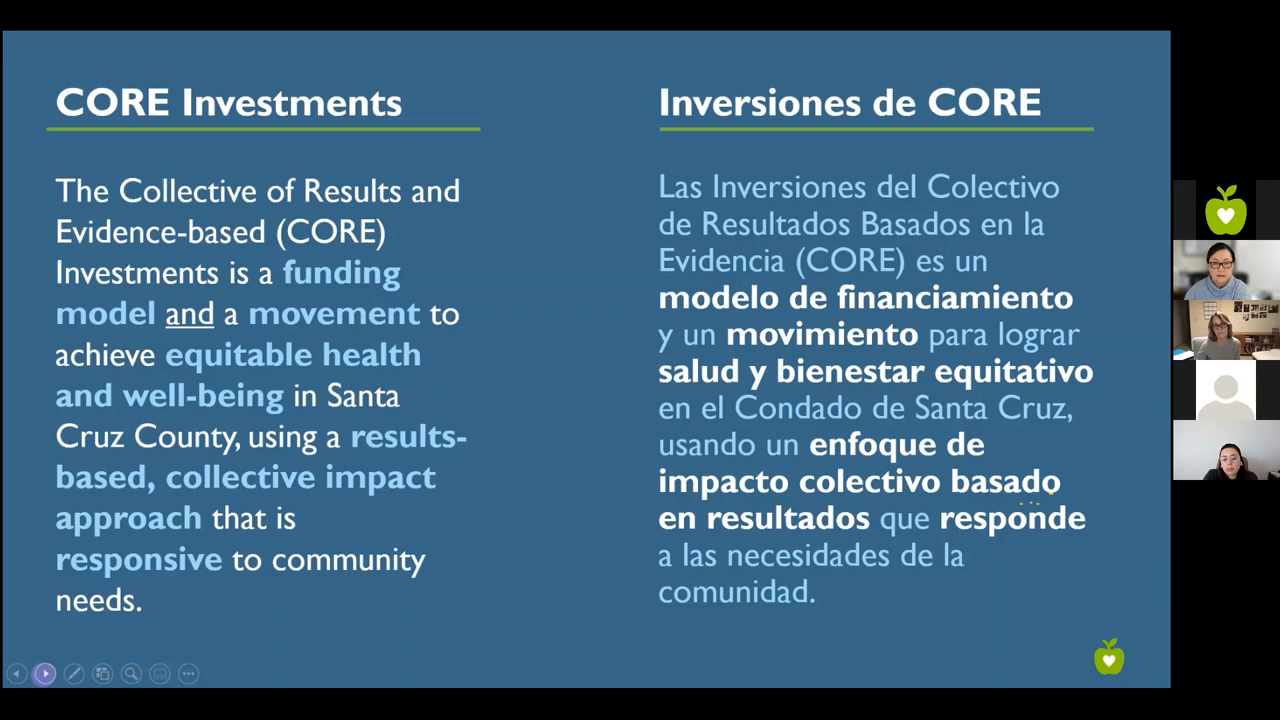 CORE Investments
The Collective of Results and
Evidence-based (CORE)
Investments is a funding
model and a movement to
achieve equitable health
and well-being in Santa
Cruz County, using a results-
based, collective impact
approach that is
responsive to community
needs.
Inversiones de CORE
Las Inversiones del Colectivo
de Resultados Basados en la
Evidencia (CORE) es un
modelo de financiamiento
y un movimiento para lograr
salud y bienestar equitativo
en el Condado de Santa Cruz,
usando un enfoque de
impacto colectivo basado
en resultados que responde
a las necesidades de la
comunidad.